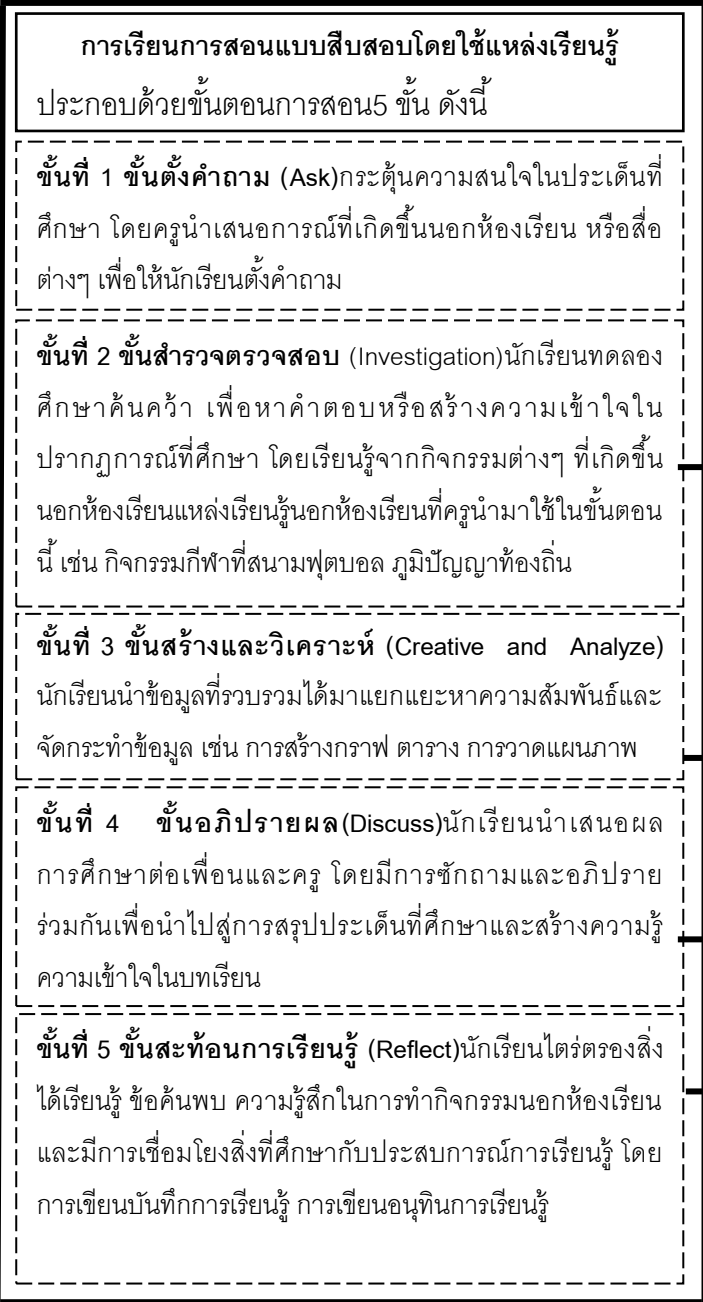 การเรียนการสอนแบบสืบสอบโดยใช้แหล่งเรียนรู้
ประกอบด้วยขั้นตอนการสอน5 ขั้น ดังนี้
ขั้นที่ 1 ขั้นตั้งคำถาม (Ask)กระตุ้นความสนใจในประเด็นที่
ศึกษา โดยครูนำเสนอการณ์ที่เกิดขึ้นนอกห้องเรียน หรือสื่อ
ต่างๆ เพื่อให้นักเรียนตั้งคำถาม
ขั้นที่ 2 ขั้นสำรวจตรวจสอบ (Investigation)นักเรียนทดลอง
ศึกษาค้นคว้า เพื่อหาคำตอบหรือสร้างความเข้าใจใน
ปรากฏการณ์ที่ศึกษา โดยเรียนรู้จากกิจกรรมต่างๆ ที่เกิดขึ้น
นอกห้องเรียนแหล่งเรียนรู้นอกห้องเรียนที่ครูนำมาใช้ในขั้นตอน
นี้ เช่น กิจกรรมกีฬาที่สนามฟุตบอล ภูมิปัญญาท้องถิ่น
ขั้นที่ 3 ขั้นสร้างและวิเคราะห์ (Creative and Analyze)
นักเรียนนำข้อมูลที่รวบรวมได้มาแยกแยะหาความสัมพันธ์และ
จัดกระทำข้อมูล เช่น การสร้างกราฟ ตาราง การวาดแผนภาพ
ขั้นที่ 4 ขั้นอภิปรายผล(Discuss)นักเรียนนำเสนอผล
การศึกษาต่อเพื่อนและครู โดยมีการซักถามและอภิปราย
ร่วมกันเพื่อนำไปสู่การสรุปประเด็นที่ศึกษาและสร้างความรู้
ความเข้าใจในบทเรียน
ขั้นที่ 5 ขั้นสะท้อนการเรียนรู้ (Reflect)นักเรียนไตร่ตรองสิ่ง
ได้เรียนรู้ ข้อค้นพบ ความรู้สึกในการทำกิจกรรมนอกห้องเรียน
และมีการเชื่อมโยงสิ่งที่ศึกษากับประสบการณ์การเรียนรู้ โดย
การเขียนบันทึกการเรียนรู้ การเขียนอนุทินการเรียนรู้